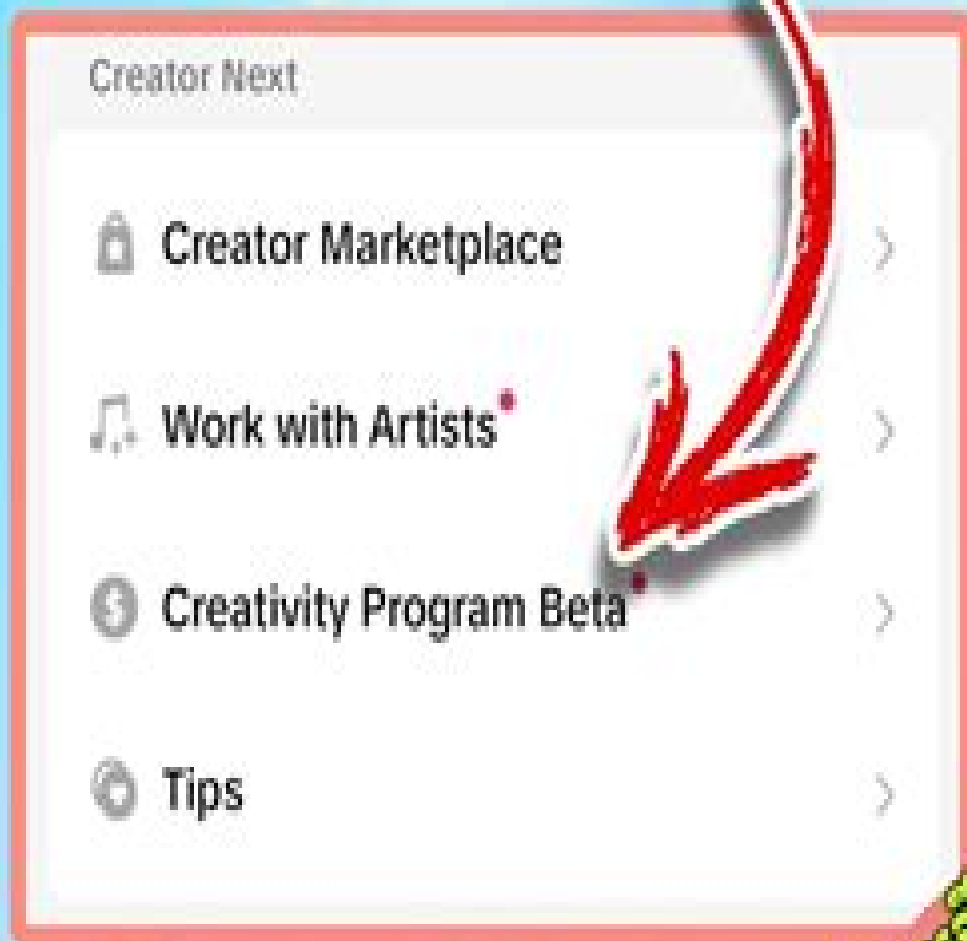 Creator Next
Creator Marketplace
Work with Artists
Creativity Program Beta
Tips